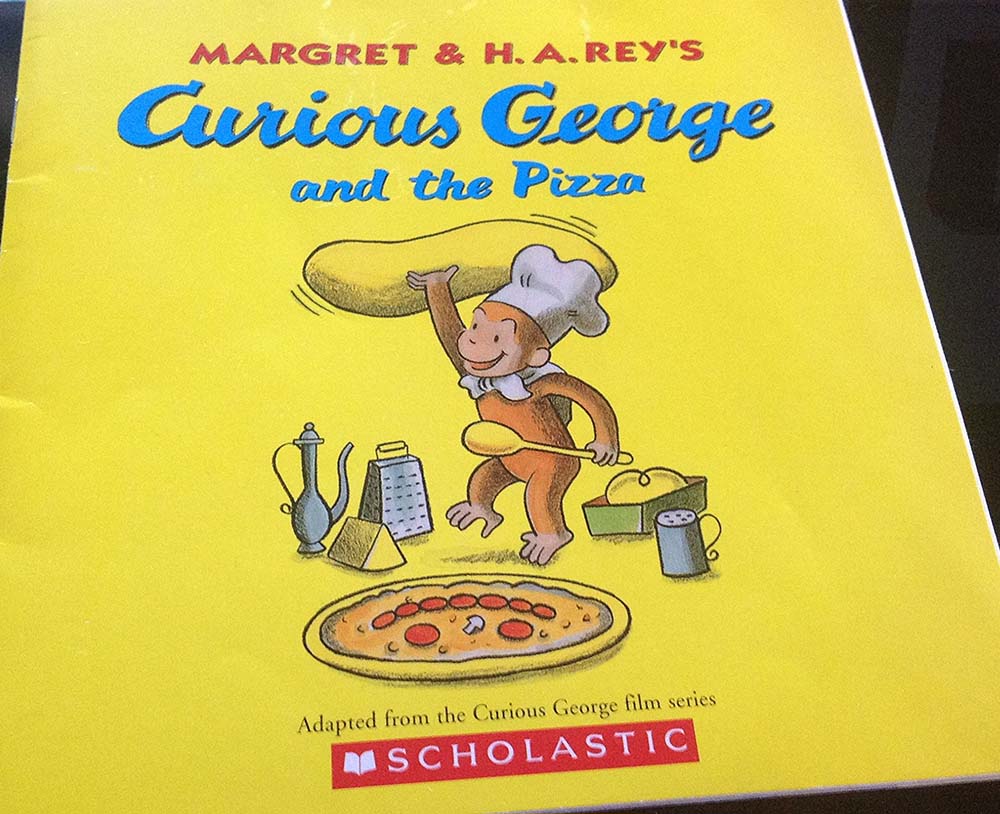 MARGRET & H. A. REY'S
Curious George
and the Pizza
Adapted from the Curious George film series
SCHOLASTIC